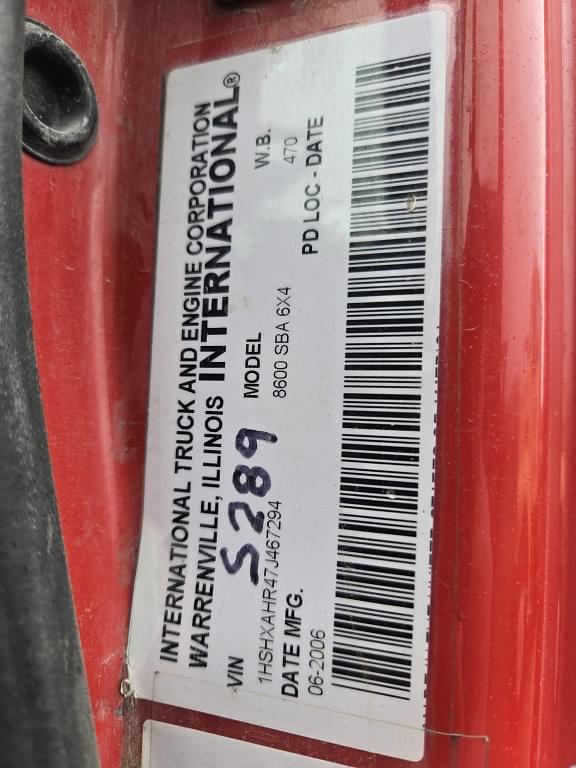 INTERNATIONAL TRUCK AND ENGINE CORPORATION
WARRENVILLE, ILLINOIS INTERNATIONAL®
S289
VIN MODEL W.B.
1HSHXAHR47J467294 8600 SBA 6X4 470
DATE MFG. PD LOC - DATE
06-2006